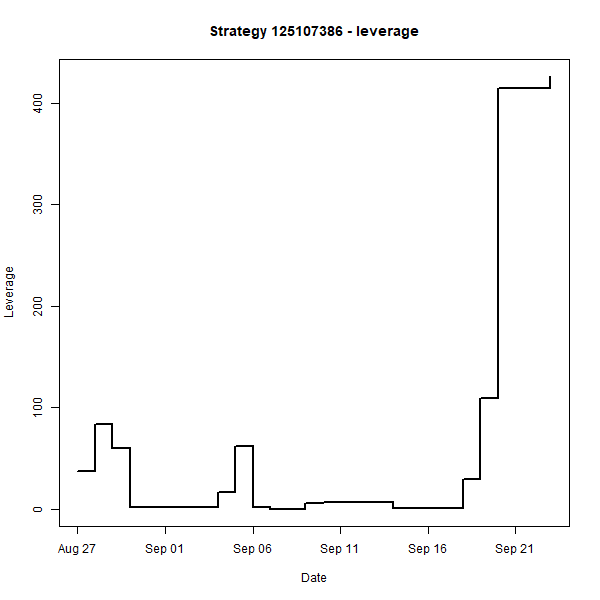 Strategy 125107386 - leverage
Leverage
400
300
200
100
0
Aug 27 Sep 01 Sep 06 Sep 11 Sep 16 Sep 21
Date